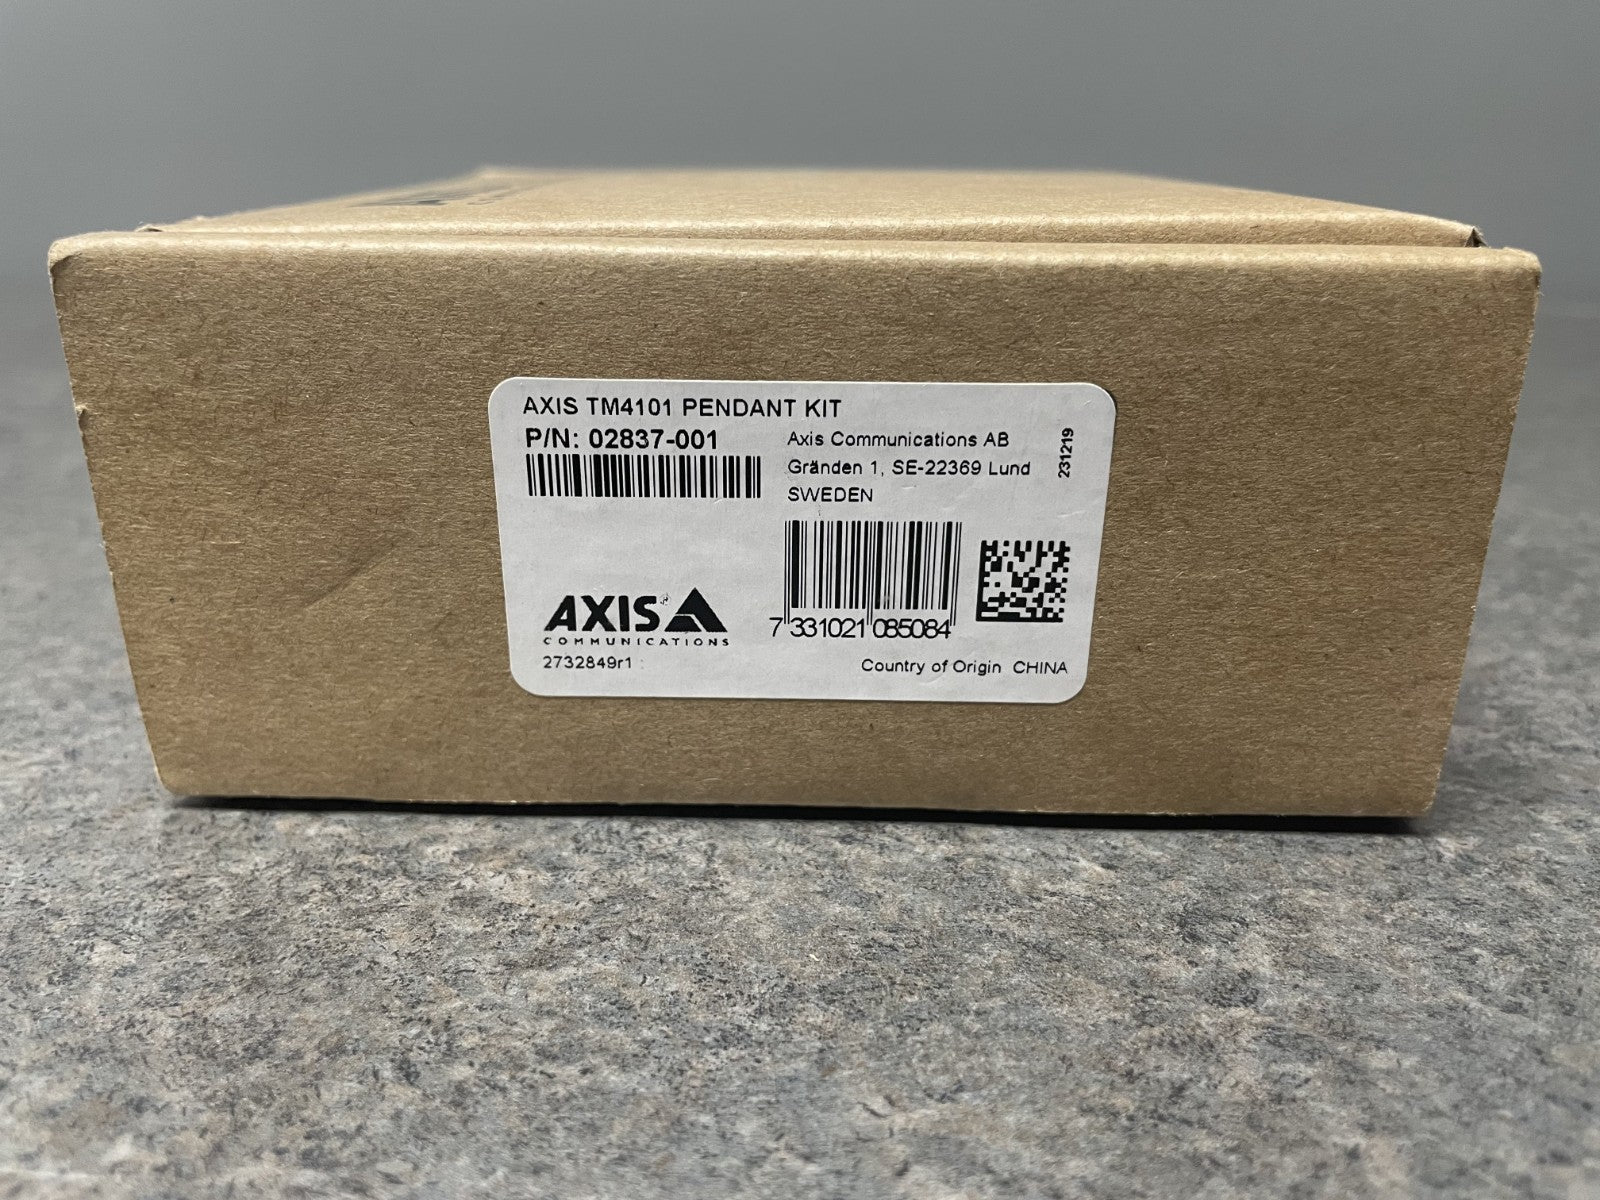 AXIS TM4101 PENDANT KIT
P/N: 02837-001
Axis Communications AB
Gränden 1, SE-22369 Lund
SWEDEN
231219
AXIS
COMMUNICATIONS
2732849r1
7 331021 085084
Country of Origin CHINA